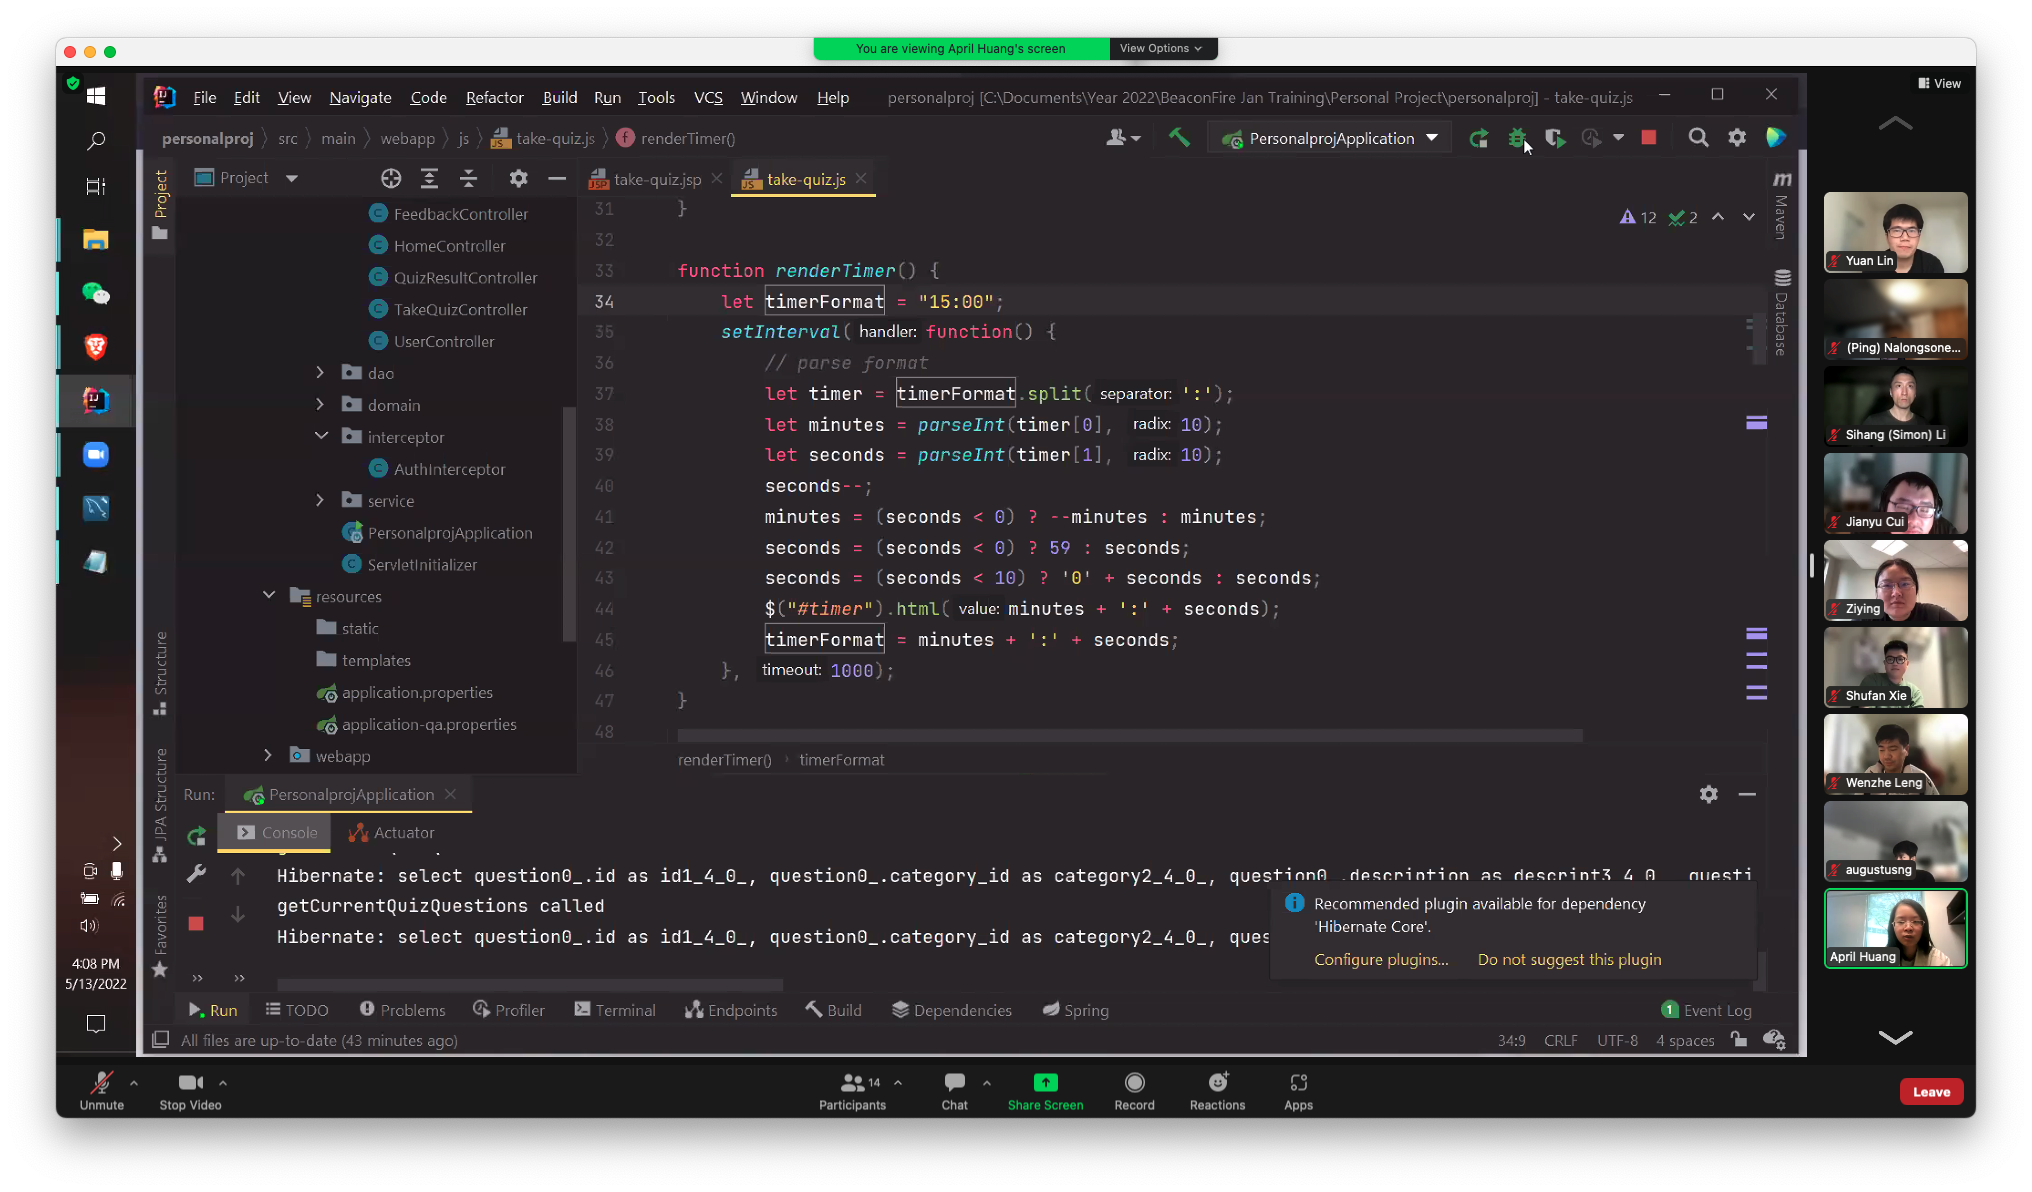 You are viewing April Huang's screen View Options
View
File Edit View Navigate Code Refactor Build Run Tools VCS Window Help personalproj [C:\Documents\Year 2022\BeaconFire Jan Training\Personal Project\personalproj] - take-quiz.js
personalproj src main webapp js take-quiz.js renderTimer() PersonalprojApplication
Project
Project
take-quiz.jsp take-quiz.js
FeedbackController
HomeController
QuizResultController
TakeQuizController
UserController
dao
domain
interceptor
AuthInterceptor
service
PersonalprojApplication
ServletInitializer
resources
static
templates
application.properties
application-qa.properties
webapp
31 }
12 2
32
33 function renderTimer() {
34 let timerFormat = "15:00";
35 setInterval( handler: function() {
36 // parse format
37 let timer = timerFormat.split( separator: ':');
38 let minutes = parseInt(timer[0], radix: 10);
39 let seconds = parseInt(timer[1], radix: 10);
40 seconds--;
41 minutes = (seconds < 0) ? --minutes : minutes;
42 seconds = (seconds < 0) ? 59 : seconds;
43 seconds = (seconds < 10) ? '0' + seconds : seconds;
44 $("#timer").html( value: minutes + ':' + seconds);
45 timerFormat = minutes + ':' + seconds;
46 }, timeout: 1000);
47 }
48
renderTimer() timerFormat
Maven
Database
Structure
JPA Structure
Favorites
Run: PersonalprojApplication
Console Actuator
Hibernate: select question0_.id as id1_4_0_, question0_.category_id as category2_4_0_, question0_.description as descript3_4_0_, questi
getCurrentQuizQuestions called
Hibernate: select question0_.id as id1_4_0_, question0_.category_id as category2_4_0_, ques
Recommended plugin available for dependency
'Hibernate Core'.
Configure plugins... Do not suggest this plugin
Run TODO Problems Profiler Terminal Endpoints Build Dependencies Spring 1 Event Log
All files are up-to-date (43 minutes ago) 34:9 CRLF UTF-8 4 spaces
4:08 PM
5/13/2022
Yuan Lin
(Ping) Nalongsone...
Sihang (Simon) Li
Jianyu Cui
Ziying
Shufan Xie
Wenzhe Leng
augustusng
April Huang
Unmute Stop Video Participants 14 Chat Share Screen Record Reactions Apps Leave